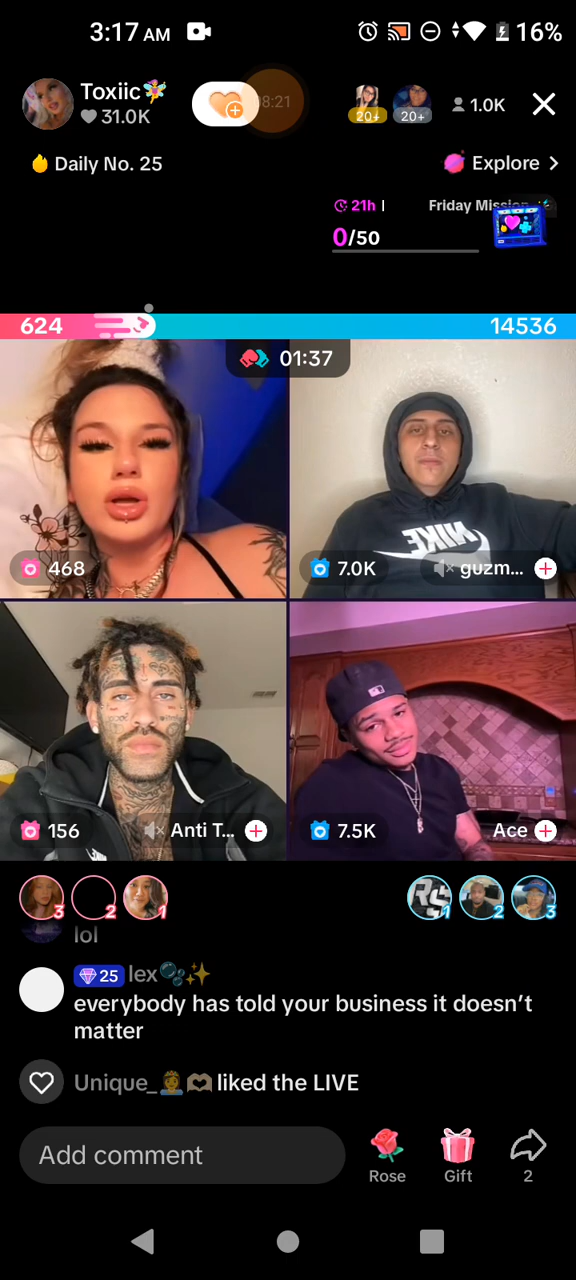 3:17 AM
16%
Toxiic🧚
31.0K
18:21
20+
20+
1.0K
Daily No. 25
Explore >
21h
Friday Mission
0/50
624
14536
01:37
468
NIKE
7.0K
guzm...
156
Anti T...
7.5K
Ace
3
2
1
RS
1
2
3
lol
25 lex🫧✨
everybody has told your business it doesn't
matter
Unique_👸🫶🏽 liked the LIVE
Add comment
Rose
Gift
2